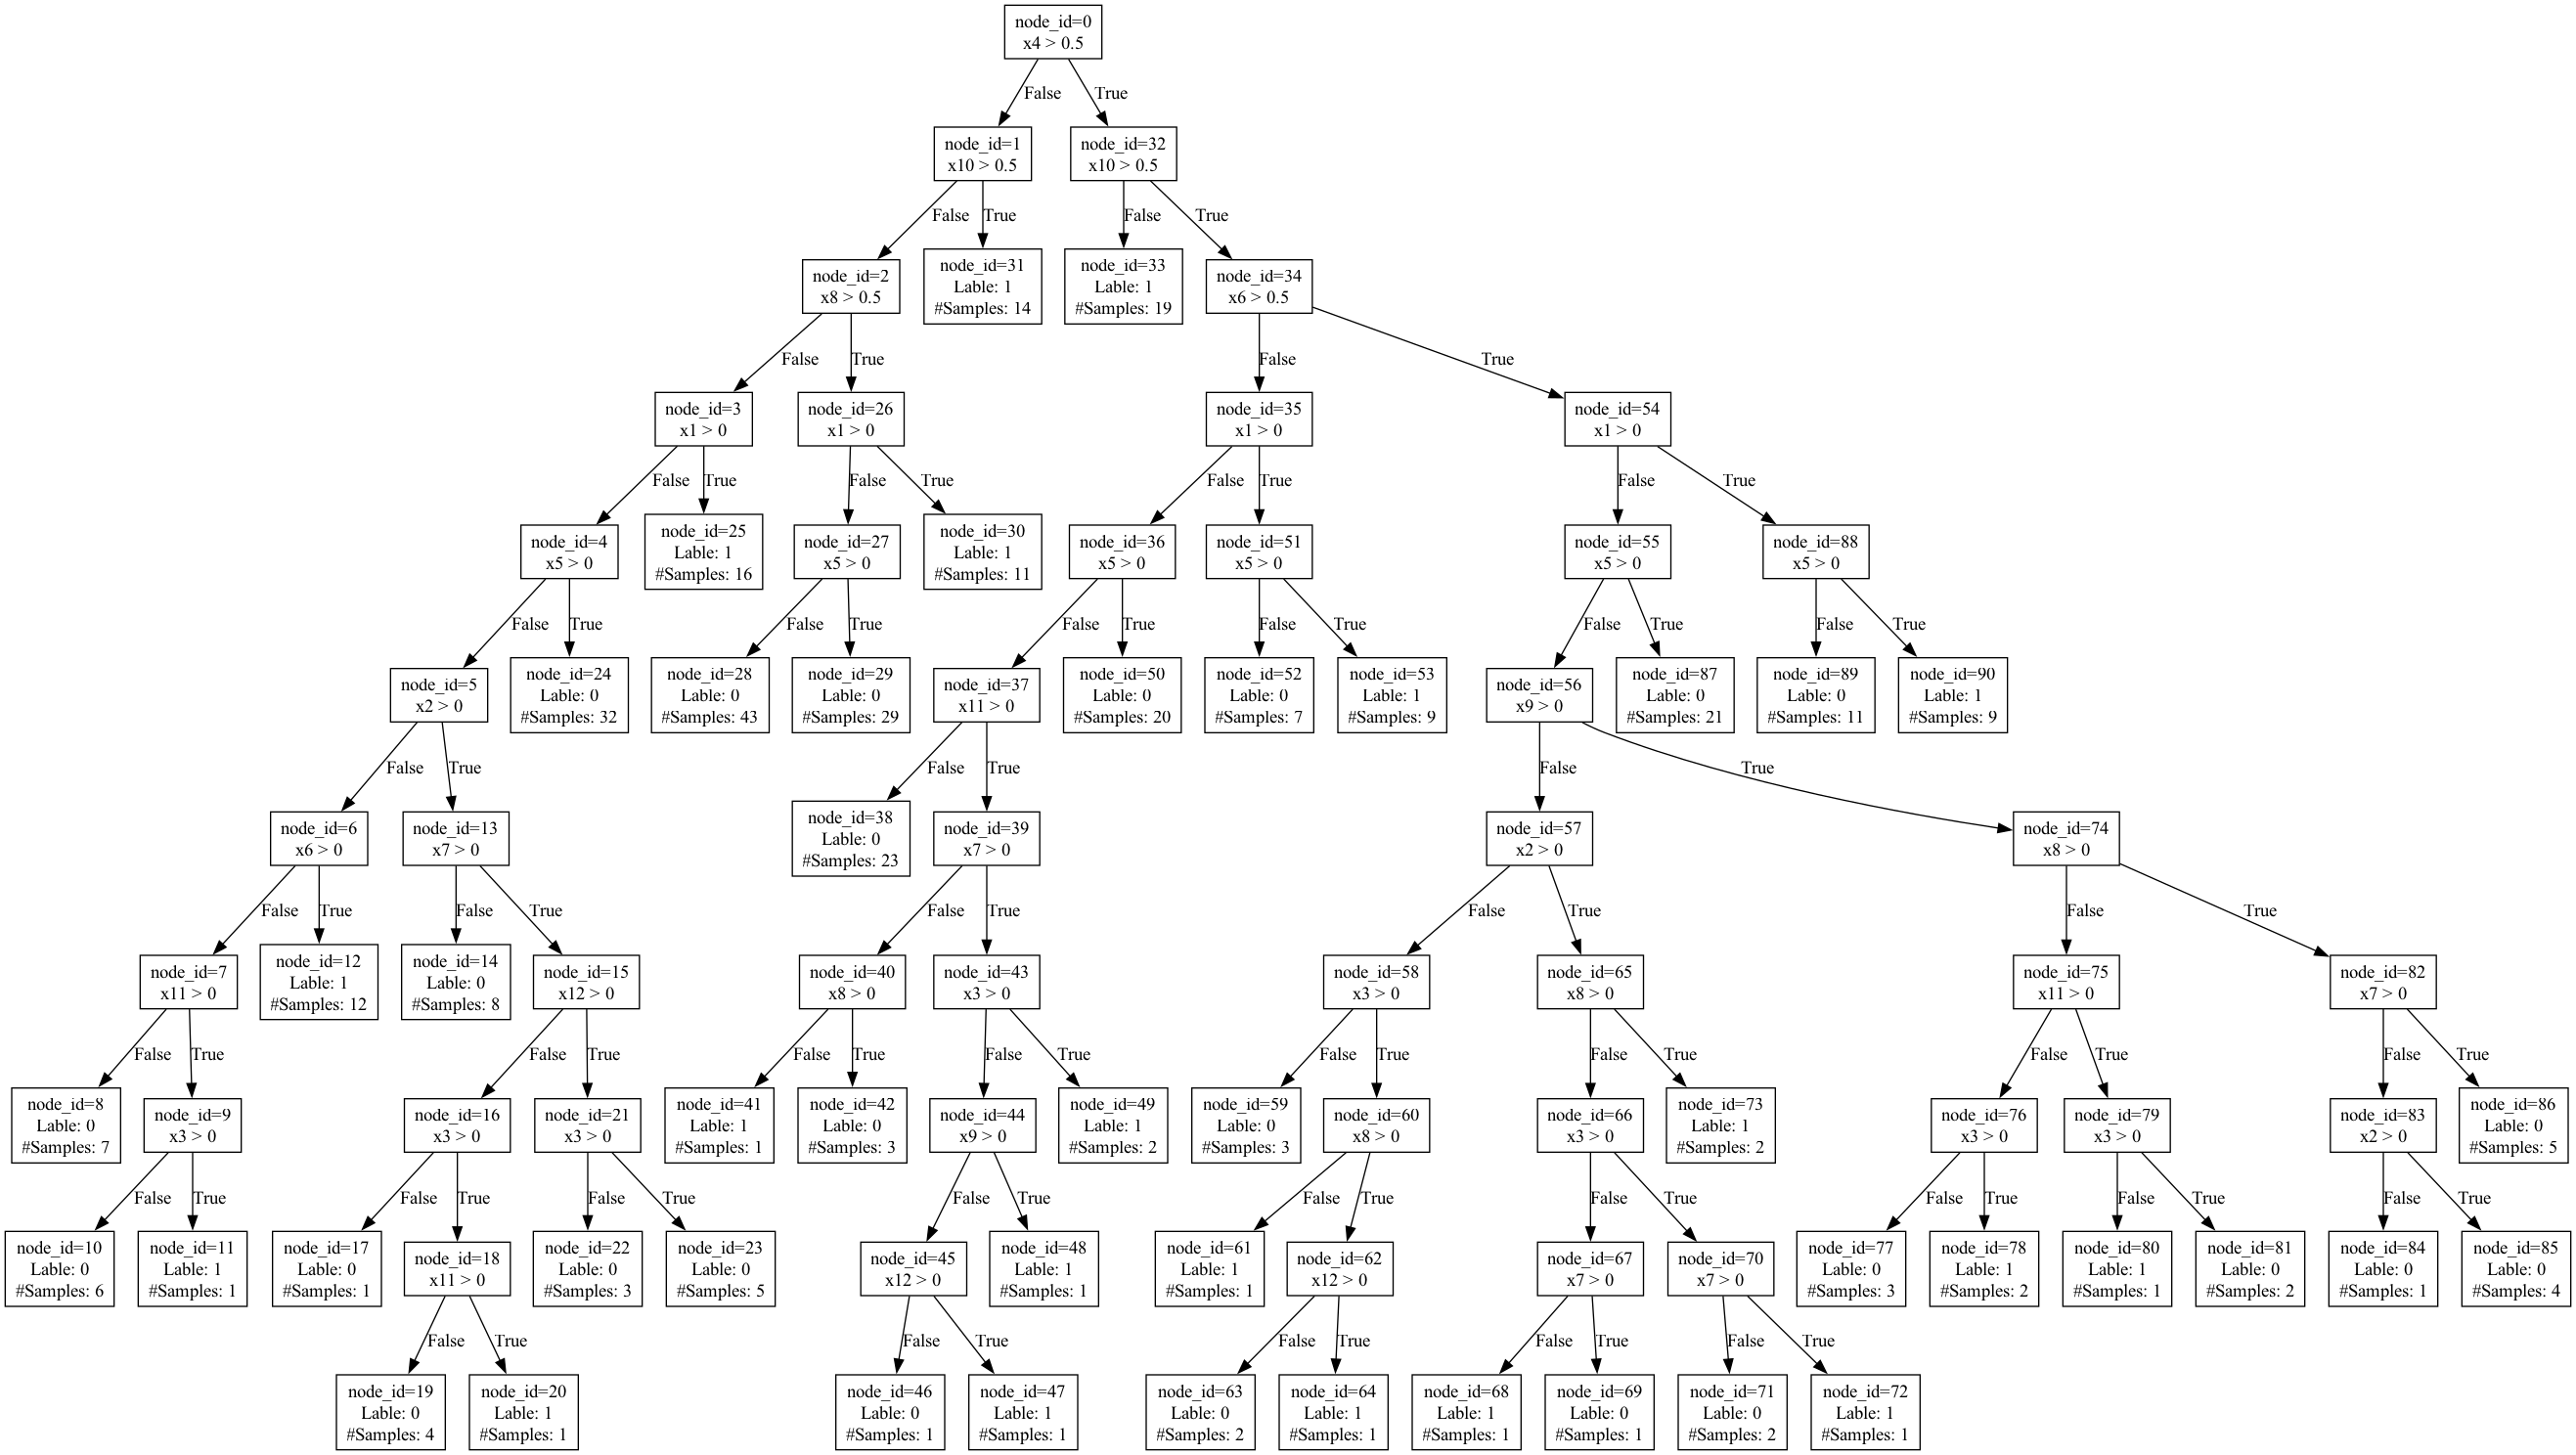 node_id=0
x4 > 0.5
False
True
node_id=1
x10 > 0.5
node_id=32
x10 > 0.5
False
True
False
True
node_id=2
x8 > 0.5
node_id=31
Lable: 1
#Samples: 14
node_id=33
Lable: 1
#Samples: 19
node_id=34
x6 > 0.5
False
True
False
True
node_id=3
x1 > 0
node_id=26
x1 > 0
node_id=35
x1 > 0
node_id=54
x1 > 0
False
True
False
True
False
True
False
True
node_id=4
x5 > 0
node_id=25
Lable: 1
#Samples: 16
node_id=27
x5 > 0
node_id=30
Lable: 1
#Samples: 11
node_id=36
x5 > 0
node_id=51
x5 > 0
node_id=55
x5 > 0
node_id=88
x5 > 0
False
True
False
True
False
True
False
True
False
True
False
True
node_id=5
x2 > 0
node_id=24
Lable: 0
#Samples: 32
node_id=28
Lable: 0
#Samples: 43
node_id=29
Lable: 0
#Samples: 29
node_id=37
x11 > 0
node_id=50
Lable: 0
#Samples: 20
node_id=52
Lable: 0
#Samples: 7
node_id=53
Lable: 1
#Samples: 9
node_id=56
x9 > 0
node_id=87
Lable: 0
#Samples: 21
node_id=89
Lable: 0
#Samples: 11
node_id=90
Lable: 1
#Samples: 9
False
True
False
True
False
True
node_id=6
x6 > 0
node_id=13
x7 > 0
node_id=38
Lable: 0
#Samples: 23
node_id=39
x7 > 0
node_id=57
x2 > 0
node_id=74
x8 > 0
False
True
False
True
False
True
False
True
False
True
node_id=7
x11 > 0
node_id=12
Lable: 1
#Samples: 12
node_id=14
Lable: 0
#Samples: 8
node_id=15
x12 > 0
node_id=40
x8 > 0
node_id=43
x3 > 0
node_id=58
x3 > 0
node_id=65
x8 > 0
node_id=75
x11 > 0
node_id=82
x7 > 0
False
True
False
True
False
True
False
True
False
True
False
True
False
True
False
True
node_id=8
Lable: 0
#Samples: 7
node_id=9
x3 > 0
node_id=16
x3 > 0
node_id=21
x3 > 0
node_id=41
Lable: 1
#Samples: 1
node_id=42
Lable: 0
#Samples: 3
node_id=44
x9 > 0
node_id=49
Lable: 1
#Samples: 2
node_id=59
Lable: 0
#Samples: 3
node_id=60
x8 > 0
node_id=66
x3 > 0
node_id=73
Lable: 1
#Samples: 2
node_id=76
x3 > 0
node_id=79
x3 > 0
node_id=83
x2 > 0
node_id=86
Lable: 0
#Samples: 5
False
True
False
True
False
True
False
True
False
True
False
True
False
True
False
True
False
True
node_id=10
Lable: 0
#Samples: 6
node_id=11
Lable: 1
#Samples: 1
node_id=17
Lable: 0
#Samples: 1
node_id=18
x11 > 0
node_id=22
Lable: 0
#Samples: 3
node_id=23
Lable: 0
#Samples: 5
node_id=45
x12 > 0
node_id=48
Lable: 1
#Samples: 1
node_id=61
Lable: 1
#Samples: 1
node_id=62
x12 > 0
node_id=67
x7 > 0
node_id=70
x7 > 0
node_id=77
Lable: 0
#Samples: 3
node_id=78
Lable: 1
#Samples: 2
node_id=80
Lable: 1
#Samples: 1
node_id=81
Lable: 0
#Samples: 2
node_id=84
Lable: 0
#Samples: 1
node_id=85
Lable: 0
#Samples: 4
False
True
False
True
False
True
False
True
False
True
node_id=19
Lable: 0
#Samples: 4
node_id=20
Lable: 1
#Samples: 1
node_id=46
Lable: 0
#Samples: 1
node_id=47
Lable: 1
#Samples: 1
node_id=63
Lable: 0
#Samples: 2
node_id=64
Lable: 1
#Samples: 1
node_id=68
Lable: 1
#Samples: 1
node_id=69
Lable: 0
#Samples: 1
node_id=71
Lable: 0
#Samples: 2
node_id=72
Lable: 1
#Samples: 1